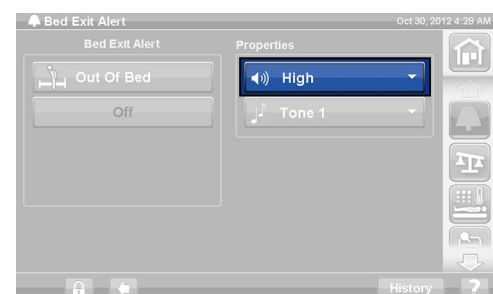 Bed Exit Alert
Oct 30, 2012 4:28 AM
Bed Exit Alert
Out Of Bed
Off
Properties
High
Tone 1
History
?